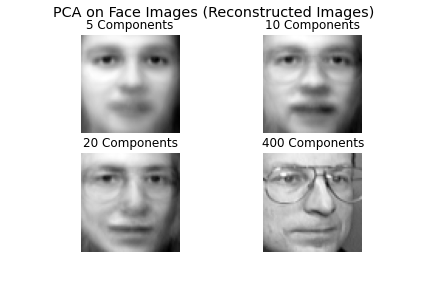 PCA on Face Images (Reconstructed Images)
5 Components
10 Components
20 Components
400 Components